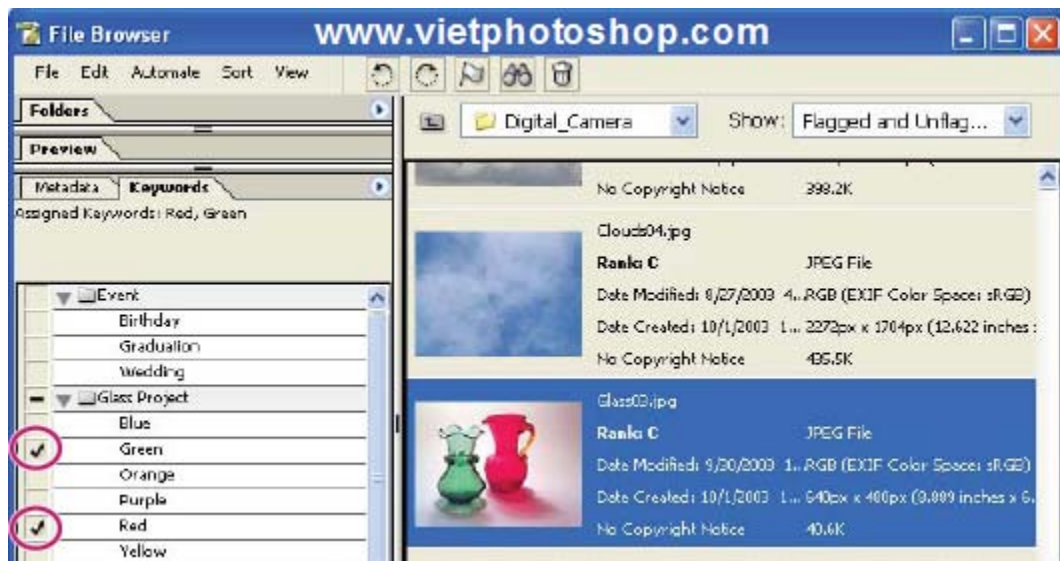 File Browser www.vietphotoshop.com
File Edit Automate Sort View
Folders
Digital_Camera Show: Flagged and Unflag...
Preview
Metadata Keywords
Assigned Keywords: Red, Green
No Copyright Notice 398.2K
Clouds04.jpg
Rank: C JPEG File
Date Modified: 8/27/2003 4... RGB (EXIF Color Space: sRGB)
Date Created: 10/1/2003 1... 2272px x 1704px (12.622 inches
No Copyright Notice 435.5K
Event
Birthday
Graduation
Wedding
Glass Project
Blue
Green
Orange
Purple
Red
Yellow
Glass03.jpg
Rank: C JPEG File
Date Modified: 9/30/2003 1... RGB (EXIF Color Space: sRGB)
Date Created: 10/1/2003 1... 640px x 480px (8.889 inches x 6.
No Copyright Notice 40.6K